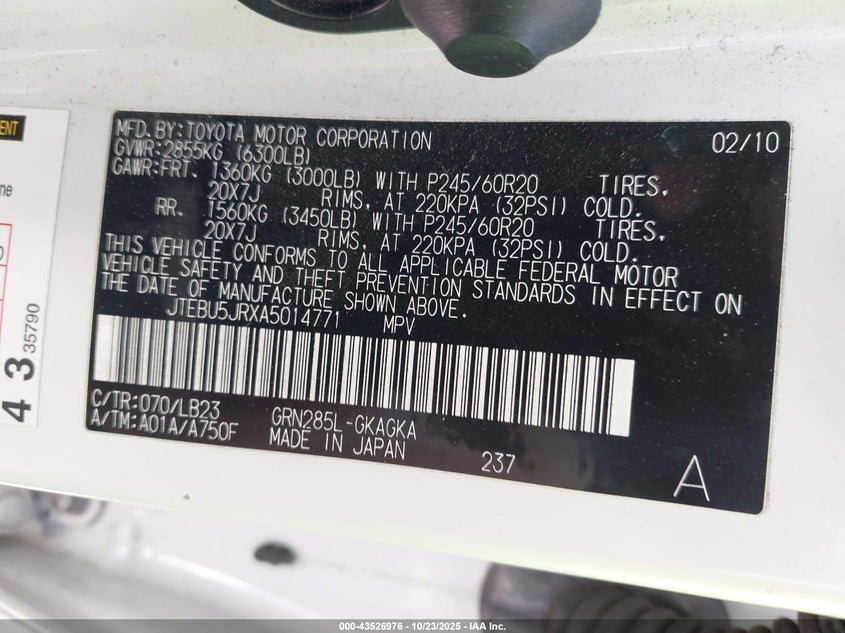 MFD. BY:TOYOTA MOTOR CORPORATION 02/10
GVWR:2855KG (6300LB)
GAWR:FRT. 1360KG (3000LB) WITH P245/60R20 TIRES,
20X7J RIMS, AT 220KPA (32PSI) COLD.
RR. 1560KG (3450LB) WITH P245/60R20 TIRES,
20X7J RIMS, AT 220KPA (32PSI) COLD.
THIS VEHICLE CONFORMS TO ALL APPLICABLE FEDERAL MOTOR
VEHICLE SAFETY AND THEFT PREVENTION STANDARDS IN EFFECT ON
THE DATE OF MANUFACTURE SHOWN ABOVE.
JTEBU5JRXA5014771 MPV
C/TR:070/LB23 GRN285L-GKAGKA
A/TM:A01A/A750F MADE IN JAPAN 237 A
43 35790
000-43526976 - 10/23/2025 - IAA Inc.